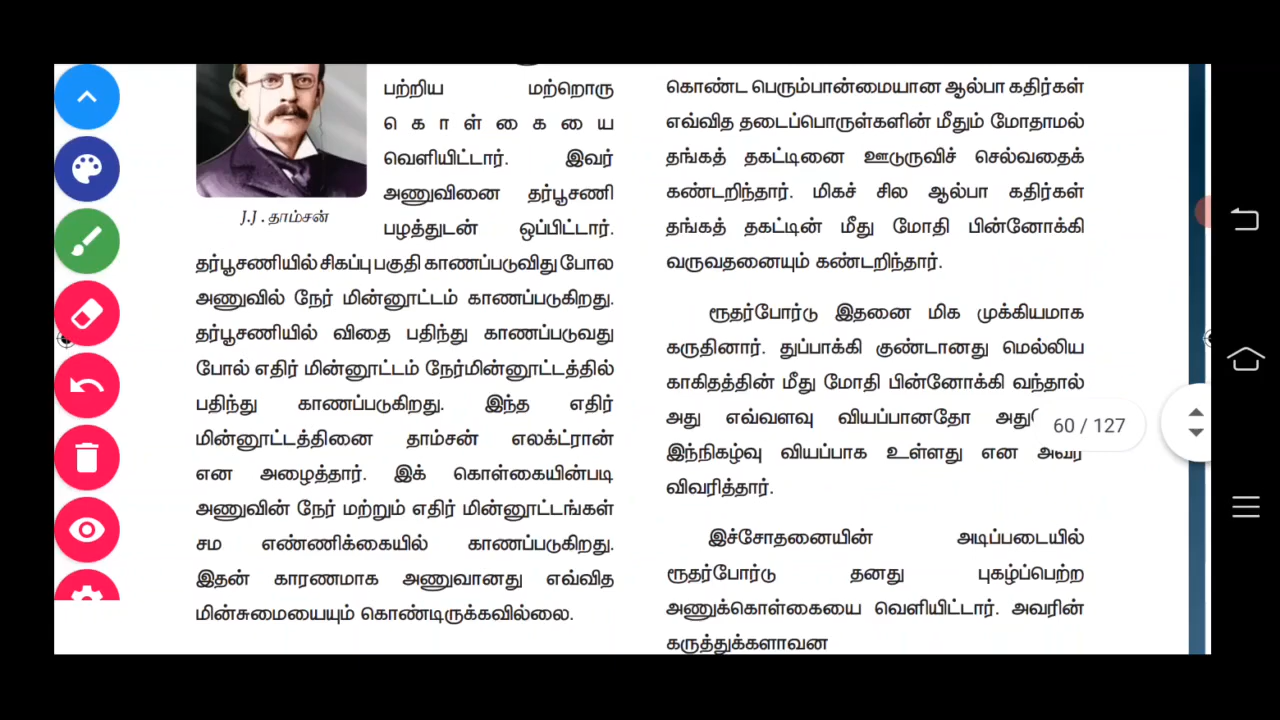 பற்றிய மற்றொரு
கொள்கையை
வெளியிட்டார். இவர்
அணுவினை தர்பூசணி
பழத்துடன் ஒப்பிட்டார்.
J.J . தாம்சன்
தர்பூசணியில் சிகப்பு பகுதி காணப்படுவிது போல
அணுவில் நேர் மின்னூட்டம் காணப்படுகிறது.
தர்பூசணியில் விதை பதிந்து காணப்படுவது
போல் எதிர் மின்னூட்டம் நேர்மின்னூட்டத்தில்
பதிந்து காணப்படுகிறது. இந்த எதிர்
மின்னூட்டத்தினை தாம்சன் எலக்ட்ரான்
என அழைத்தார். இக் கொள்கையின்படி
அணுவின் நேர் மற்றும் எதிர் மின்னூட்டங்கள்
சம எண்ணிக்கையில் காணப்படுகிறது.
இதன் காரணமாக அணுவானது எவ்வித
மின்சுமையையும் கொண்டிருக்கவில்லை.
கொண்ட பெரும்பான்மையான ஆல்பா கதிர்கள்
எவ்வித தடைப்பொருள்களின் மீதும் மோதாமல்
தங்கத் தகட்டினை ஊடுருவிச் செல்வதைக்
கண்டறிந்தார். மிகச் சில ஆல்பா கதிர்கள்
தங்கத் தகட்டின் மீது மோதி பின்னோக்கி
வருவதனையும் கண்டறிந்தார்.
ரூதர்போர்டு இதனை மிக முக்கியமாக
கருதினார். துப்பாக்கி குண்டானது மெல்லிய
காகிதத்தின் மீது மோதி பின்னோக்கி வந்தால்
அது எவ்வளவு வியப்பானதோ
இந்நிகழ்வு வியப்பாக உள்ளது என அவர்
விவரித்தார்.
இச்சோதனையின் அடிப்படையில்
ரூதர்போர்டு தனது புகழ்ப்பெற்ற
அணுக்கொள்கையை வெளியிட்டார். அவரின்
கருத்துக்களாவன
60 / 127